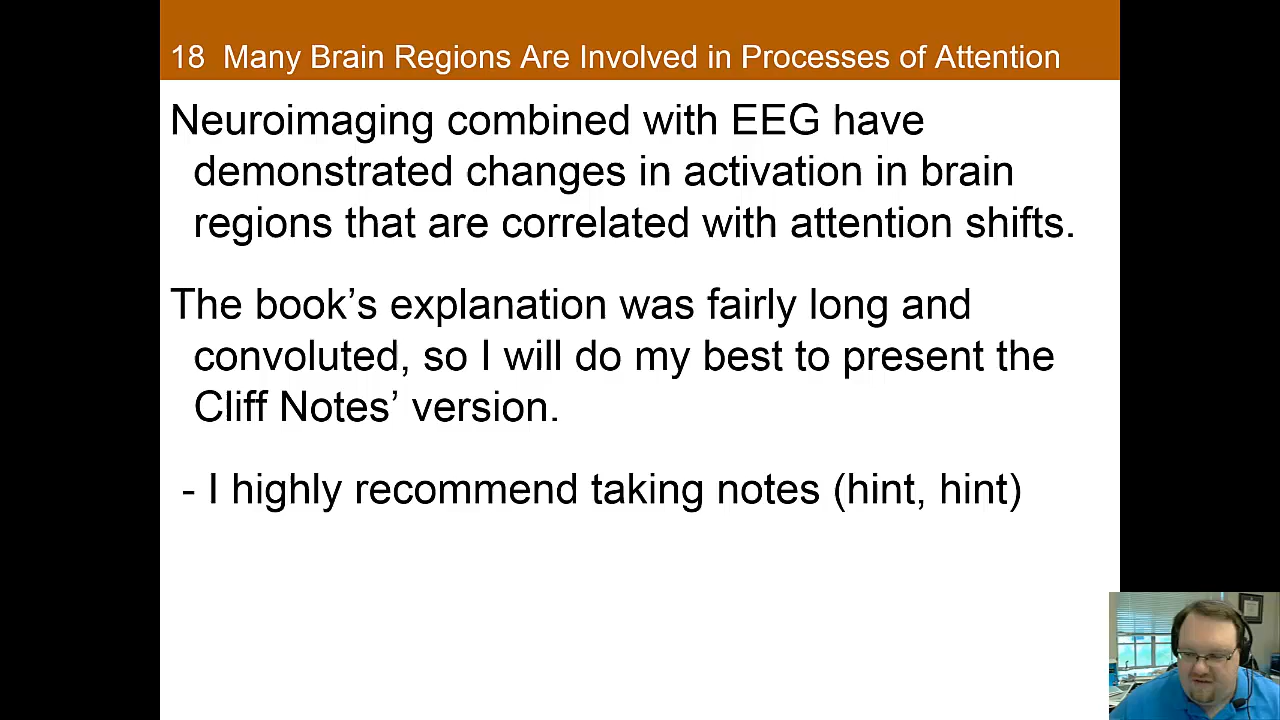 18 Many Brain Regions Are Involved in Processes of Attention
Neuroimaging combined with EEG have
demonstrated changes in activation in brain
regions that are correlated with attention shifts.
The book’s explanation was fairly long and
convoluted, so I will do my best to present the
Cliff Notes’ version.
- I highly recommend taking notes (hint, hint)